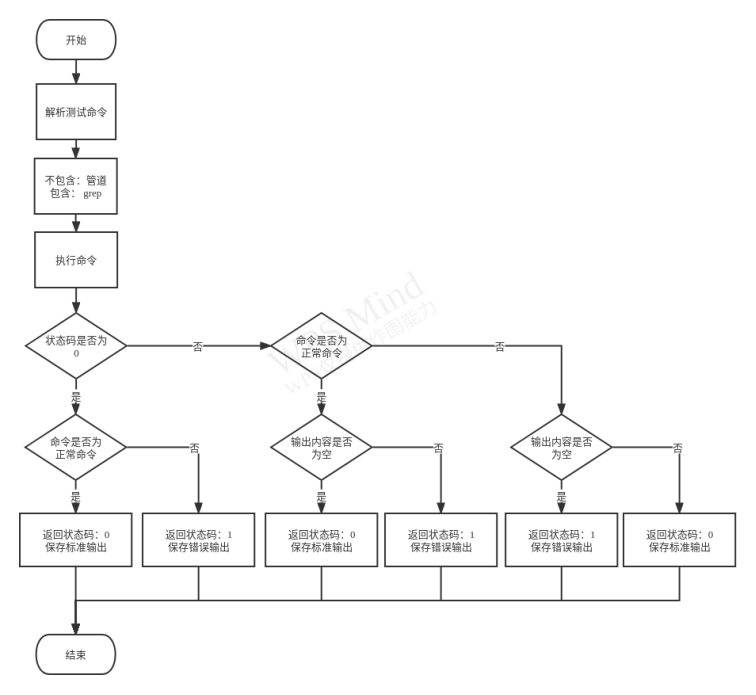 开始
解析测试命令
不包含：管道
包含： grep
执行命令
状态码是否为
0
否
命令是否为
正常命令
否
是
是
命令是否为
正常命令
否
输出内容是否
为空
否
输出内容是否
为空
否
是
是
是
返回状态码：0
保存标准输出
返回状态码：1
保存错误输出
返回状态码：0
保存标准输出
返回状态码：1
保存错误输出
返回状态码：1
保存错误输出
返回状态码：0
保存标准输出
结束